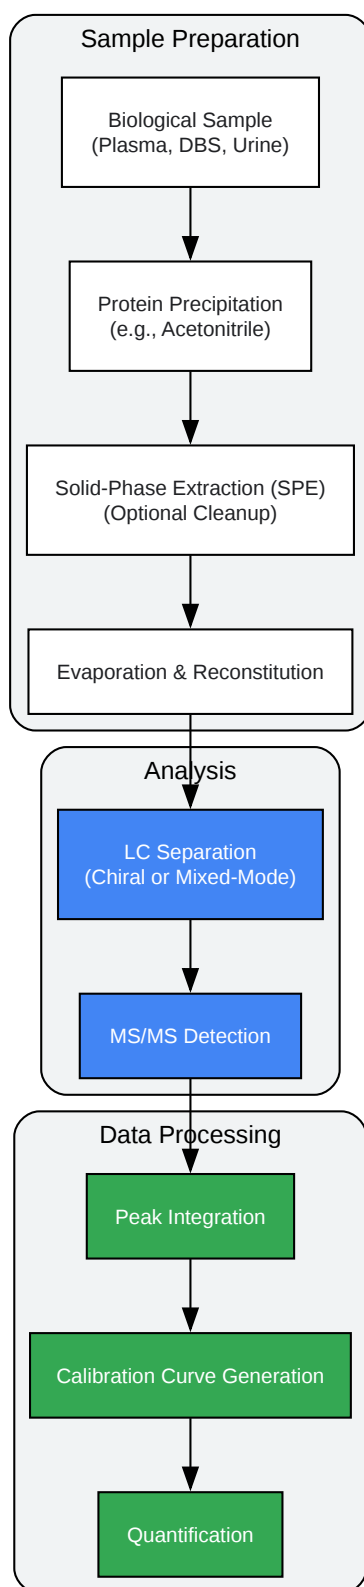 Sample Preparation
Biological Sample
(Plasma, DBS, Urine)
Protein Precipitation
(e.g., Acetonitrile)
Solid-Phase Extraction (SPE)
(Optional Cleanup)
Evaporation & Reconstitution
Analysis
LC Separation
(Chiral or Mixed-Mode)
MS/MS Detection
Data Processing
Peak Integration
Calibration Curve Generation
Quantification